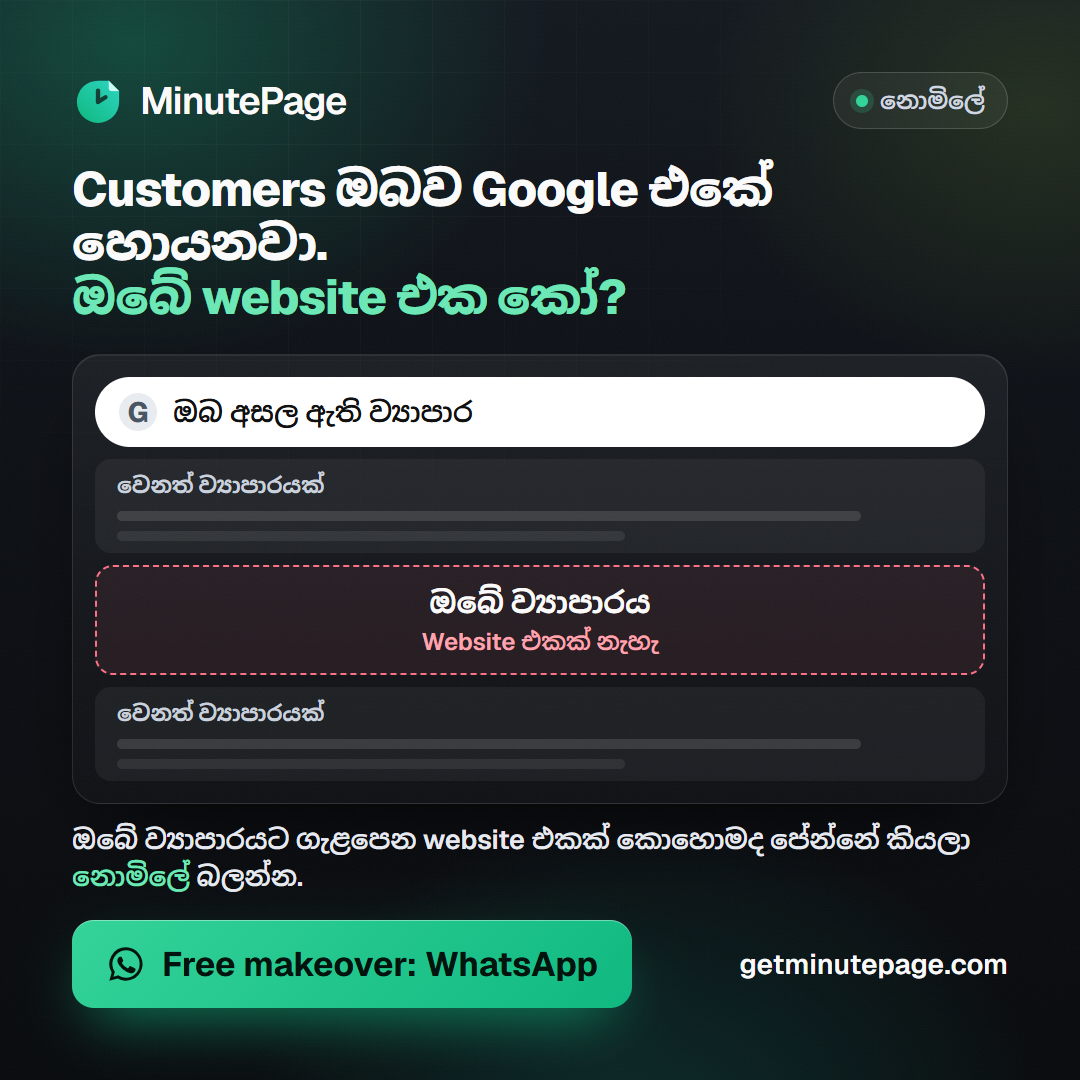 MinutePage
නොමිලේ
Customers ඔබව Google එකේ
හොයනවා.
ඔබේ website එක කෝ?
G ඔබ අසල ඇති ව්‍යාපාර
වෙනත් ව්‍යාපාරයක්
ඔබේ ව්‍යාපාරය
Website එකක් නැහැ
වෙනත් ව්‍යාපාරයක්
ඔබේ ව්‍යාපාරයට ගැළපෙන website එකක් කොහොමද පේන්නේ කියලා
නොමිලේ බලන්න.
Free makeover: WhatsApp
getminutepage.com